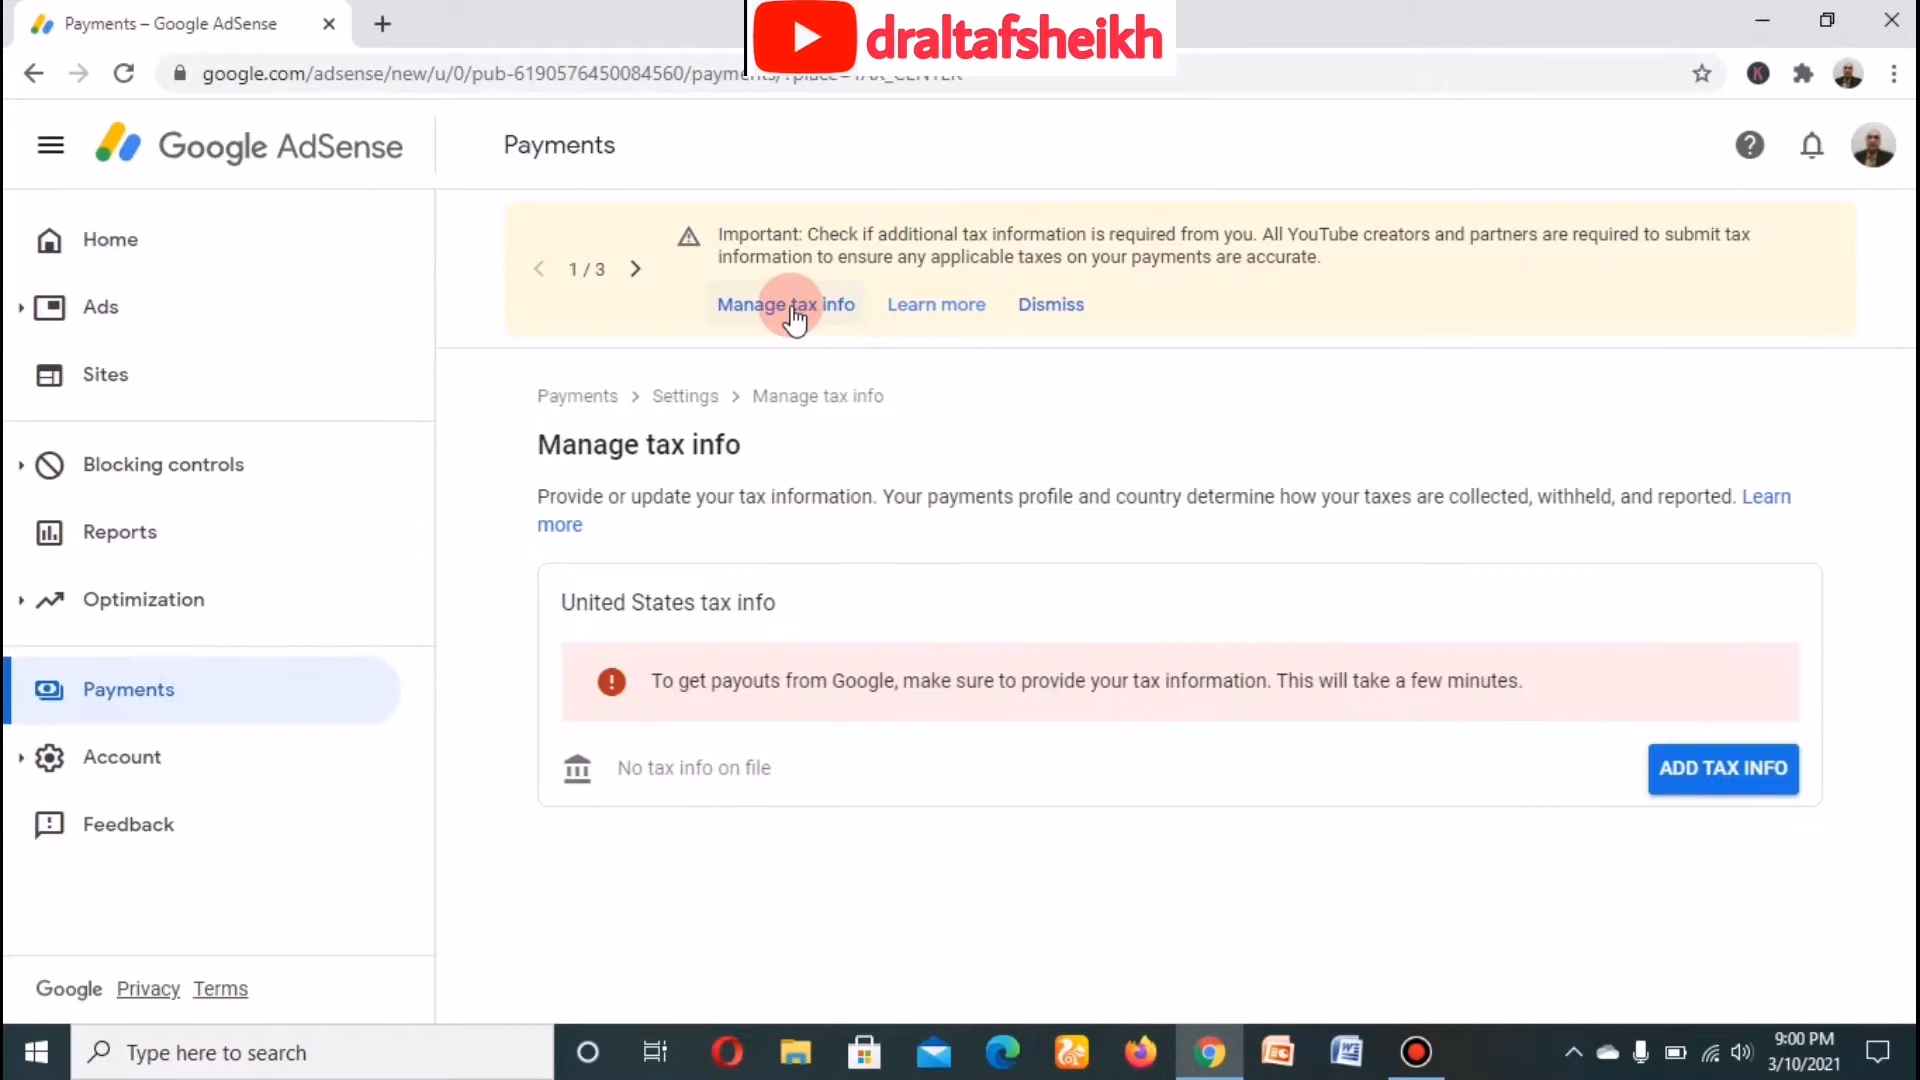 Payments – Google AdSense
draltafsheikh
google.com/adsense/new/u/0/pub-6190576450084560/payments/?place=TAX_CENTER
K
Google AdSense
Payments
Home
Ads
Sites
Blocking controls
Reports
Optimization
Payments
Account
Feedback
Google Privacy Terms
1 / 3
Important: Check if additional tax information is required from you. All YouTube creators and partners are required to submit tax
information to ensure any applicable taxes on your payments are accurate.
Manage tax info Learn more Dismiss
Payments > Settings > Manage tax info
Manage tax info
Provide or update your tax information. Your payments profile and country determine how your taxes are collected, withheld, and reported. Learn
more
United States tax info
To get payouts from Google, make sure to provide your tax information. This will take a few minutes.
No tax info on file
ADD TAX INFO
Type here to search
9:00 PM
3/10/2021